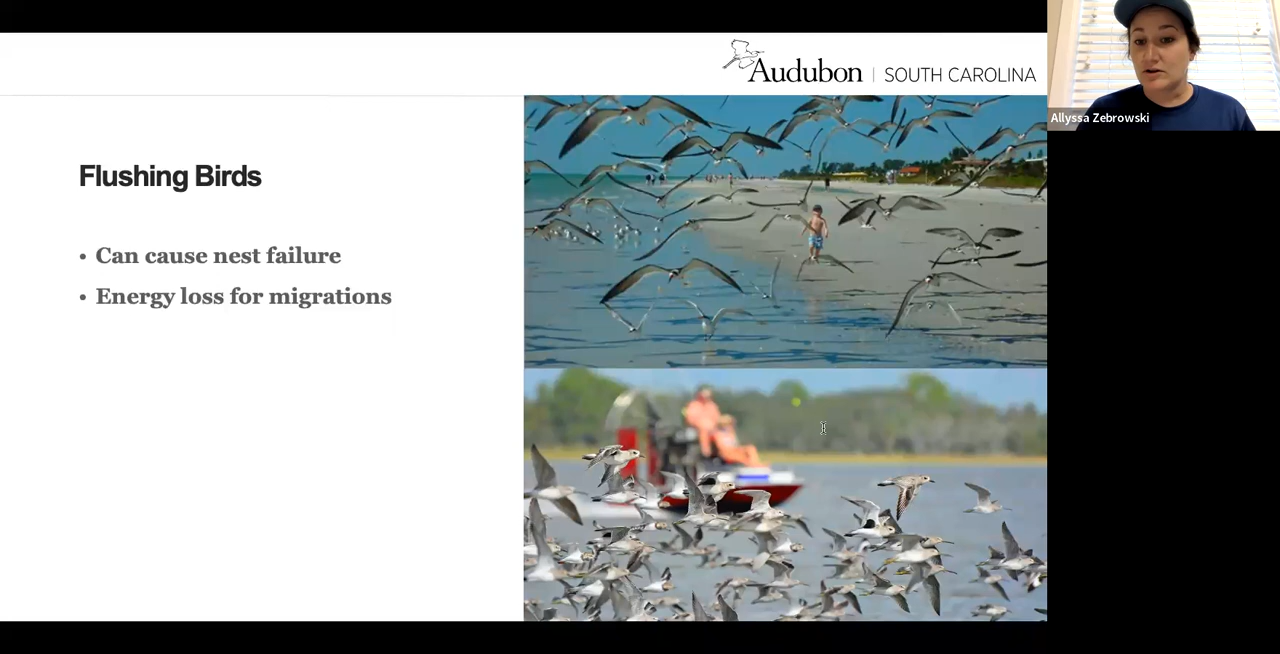 Audubon | SOUTH CAROLINA
Allyssa Zebrowski
Flushing Birds
• Can cause nest failure
• Energy loss for migrations